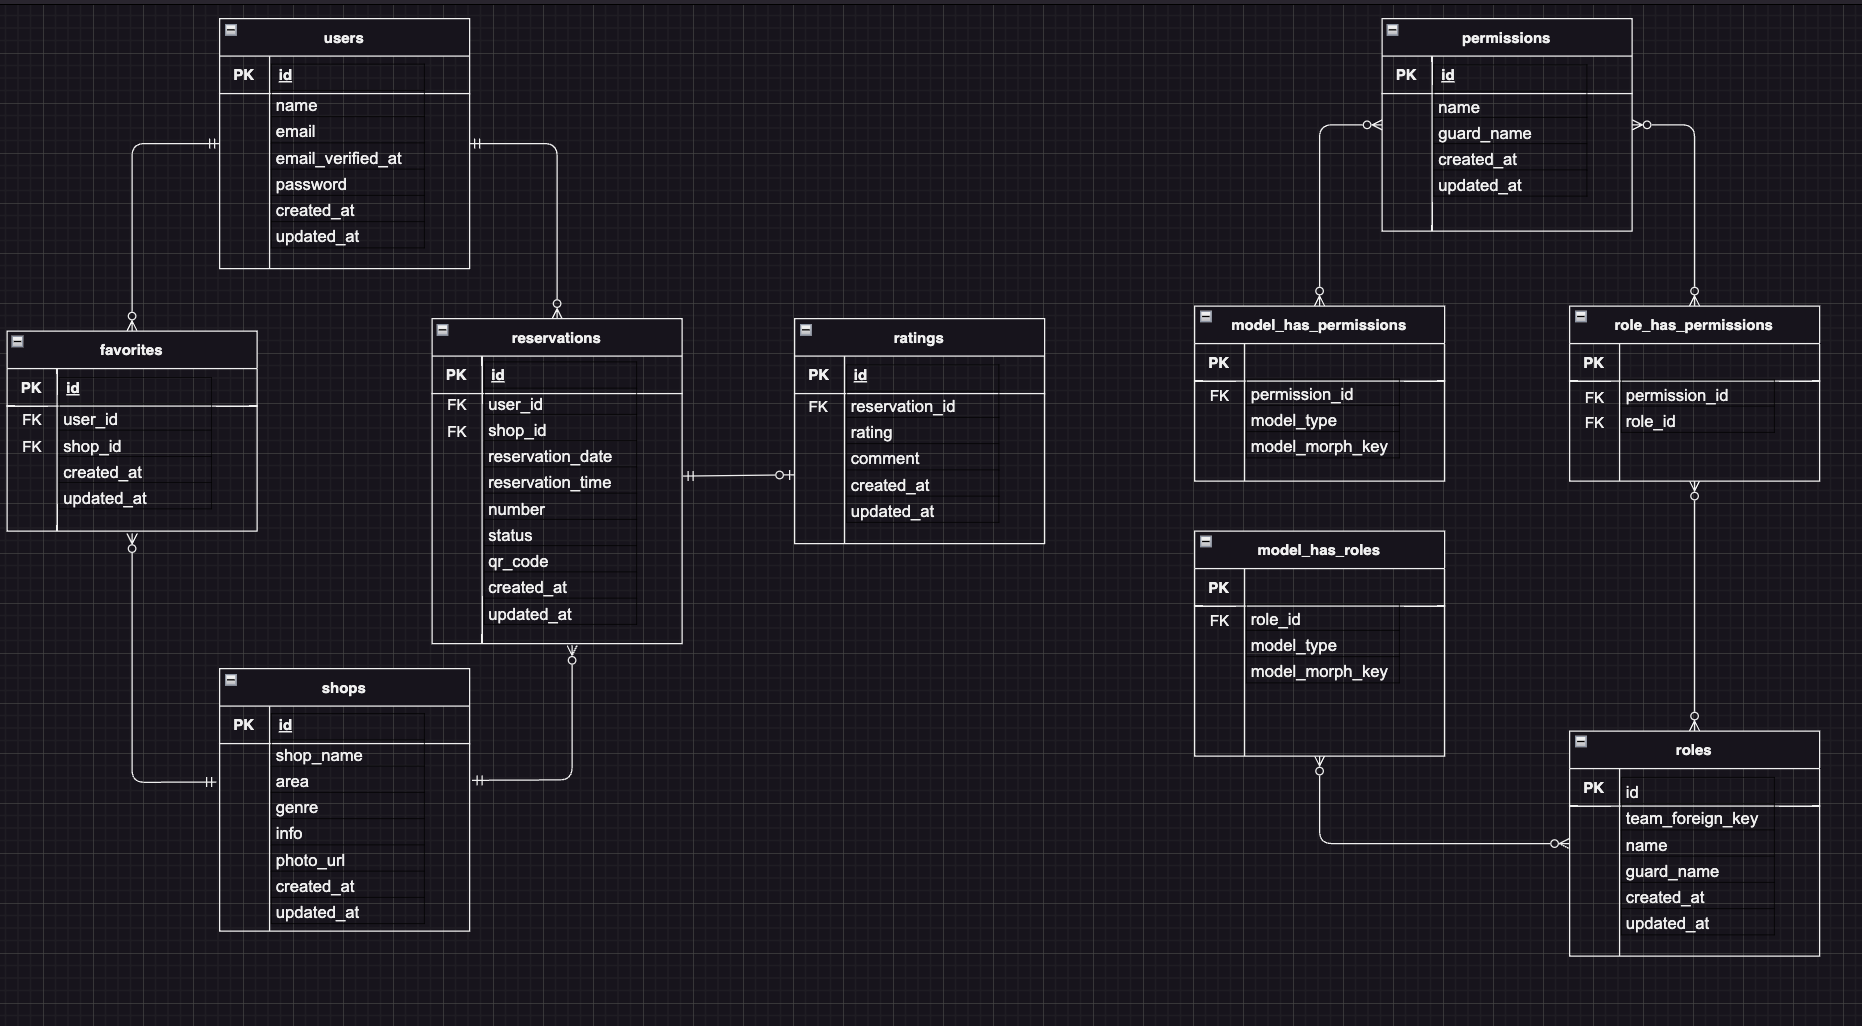 users
PK id
name
email
email_verified_at
password
created_at
updated_at
favorites
PK id
FK user_id
FK shop_id
created_at
updated_at
reservations
PK id
FK user_id
FK shop_id
reservation_date
reservation_time
number
status
qr_code
created_at
updated_at
ratings
PK id
FK reservation_id
rating
comment
created_at
updated_at
shops
PK id
shop_name
area
genre
info
photo_url
created_at
updated_at
permissions
PK id
name
guard_name
created_at
updated_at
model_has_permissions
PK
FK permission_id
model_type
model_morph_key
role_has_permissions
PK
FK permission_id
FK role_id
model_has_roles
PK
FK role_id
model_type
model_morph_key
roles
PK id
team_foreign_key
name
guard_name
created_at
updated_at